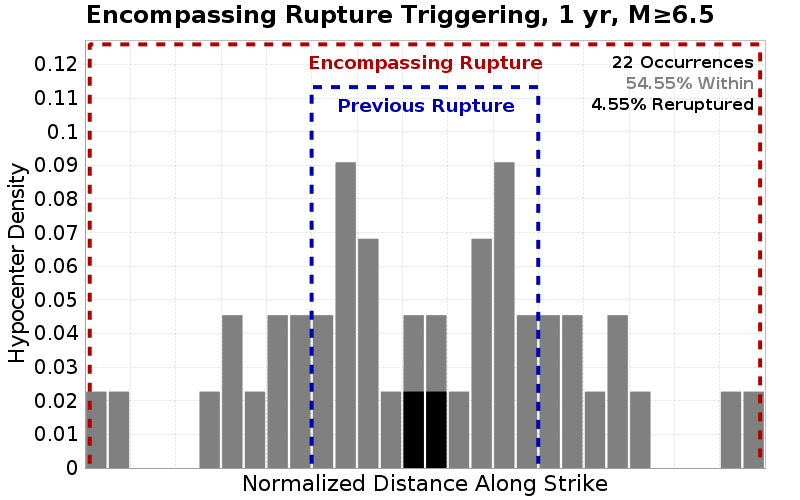 Encompassing Rupture Triggering, 1 yr, M≥6.5
Encompassing Rupture
Previous Rupture
22 Occurrences
54.55% Within
4.55% Reruptured
Hypocenter Density
0.12
0.11
0.1
0.09
0.08
0.07
0.06
0.05
0.04
0.03
0.02
0.01
0
Normalized Distance Along Strike